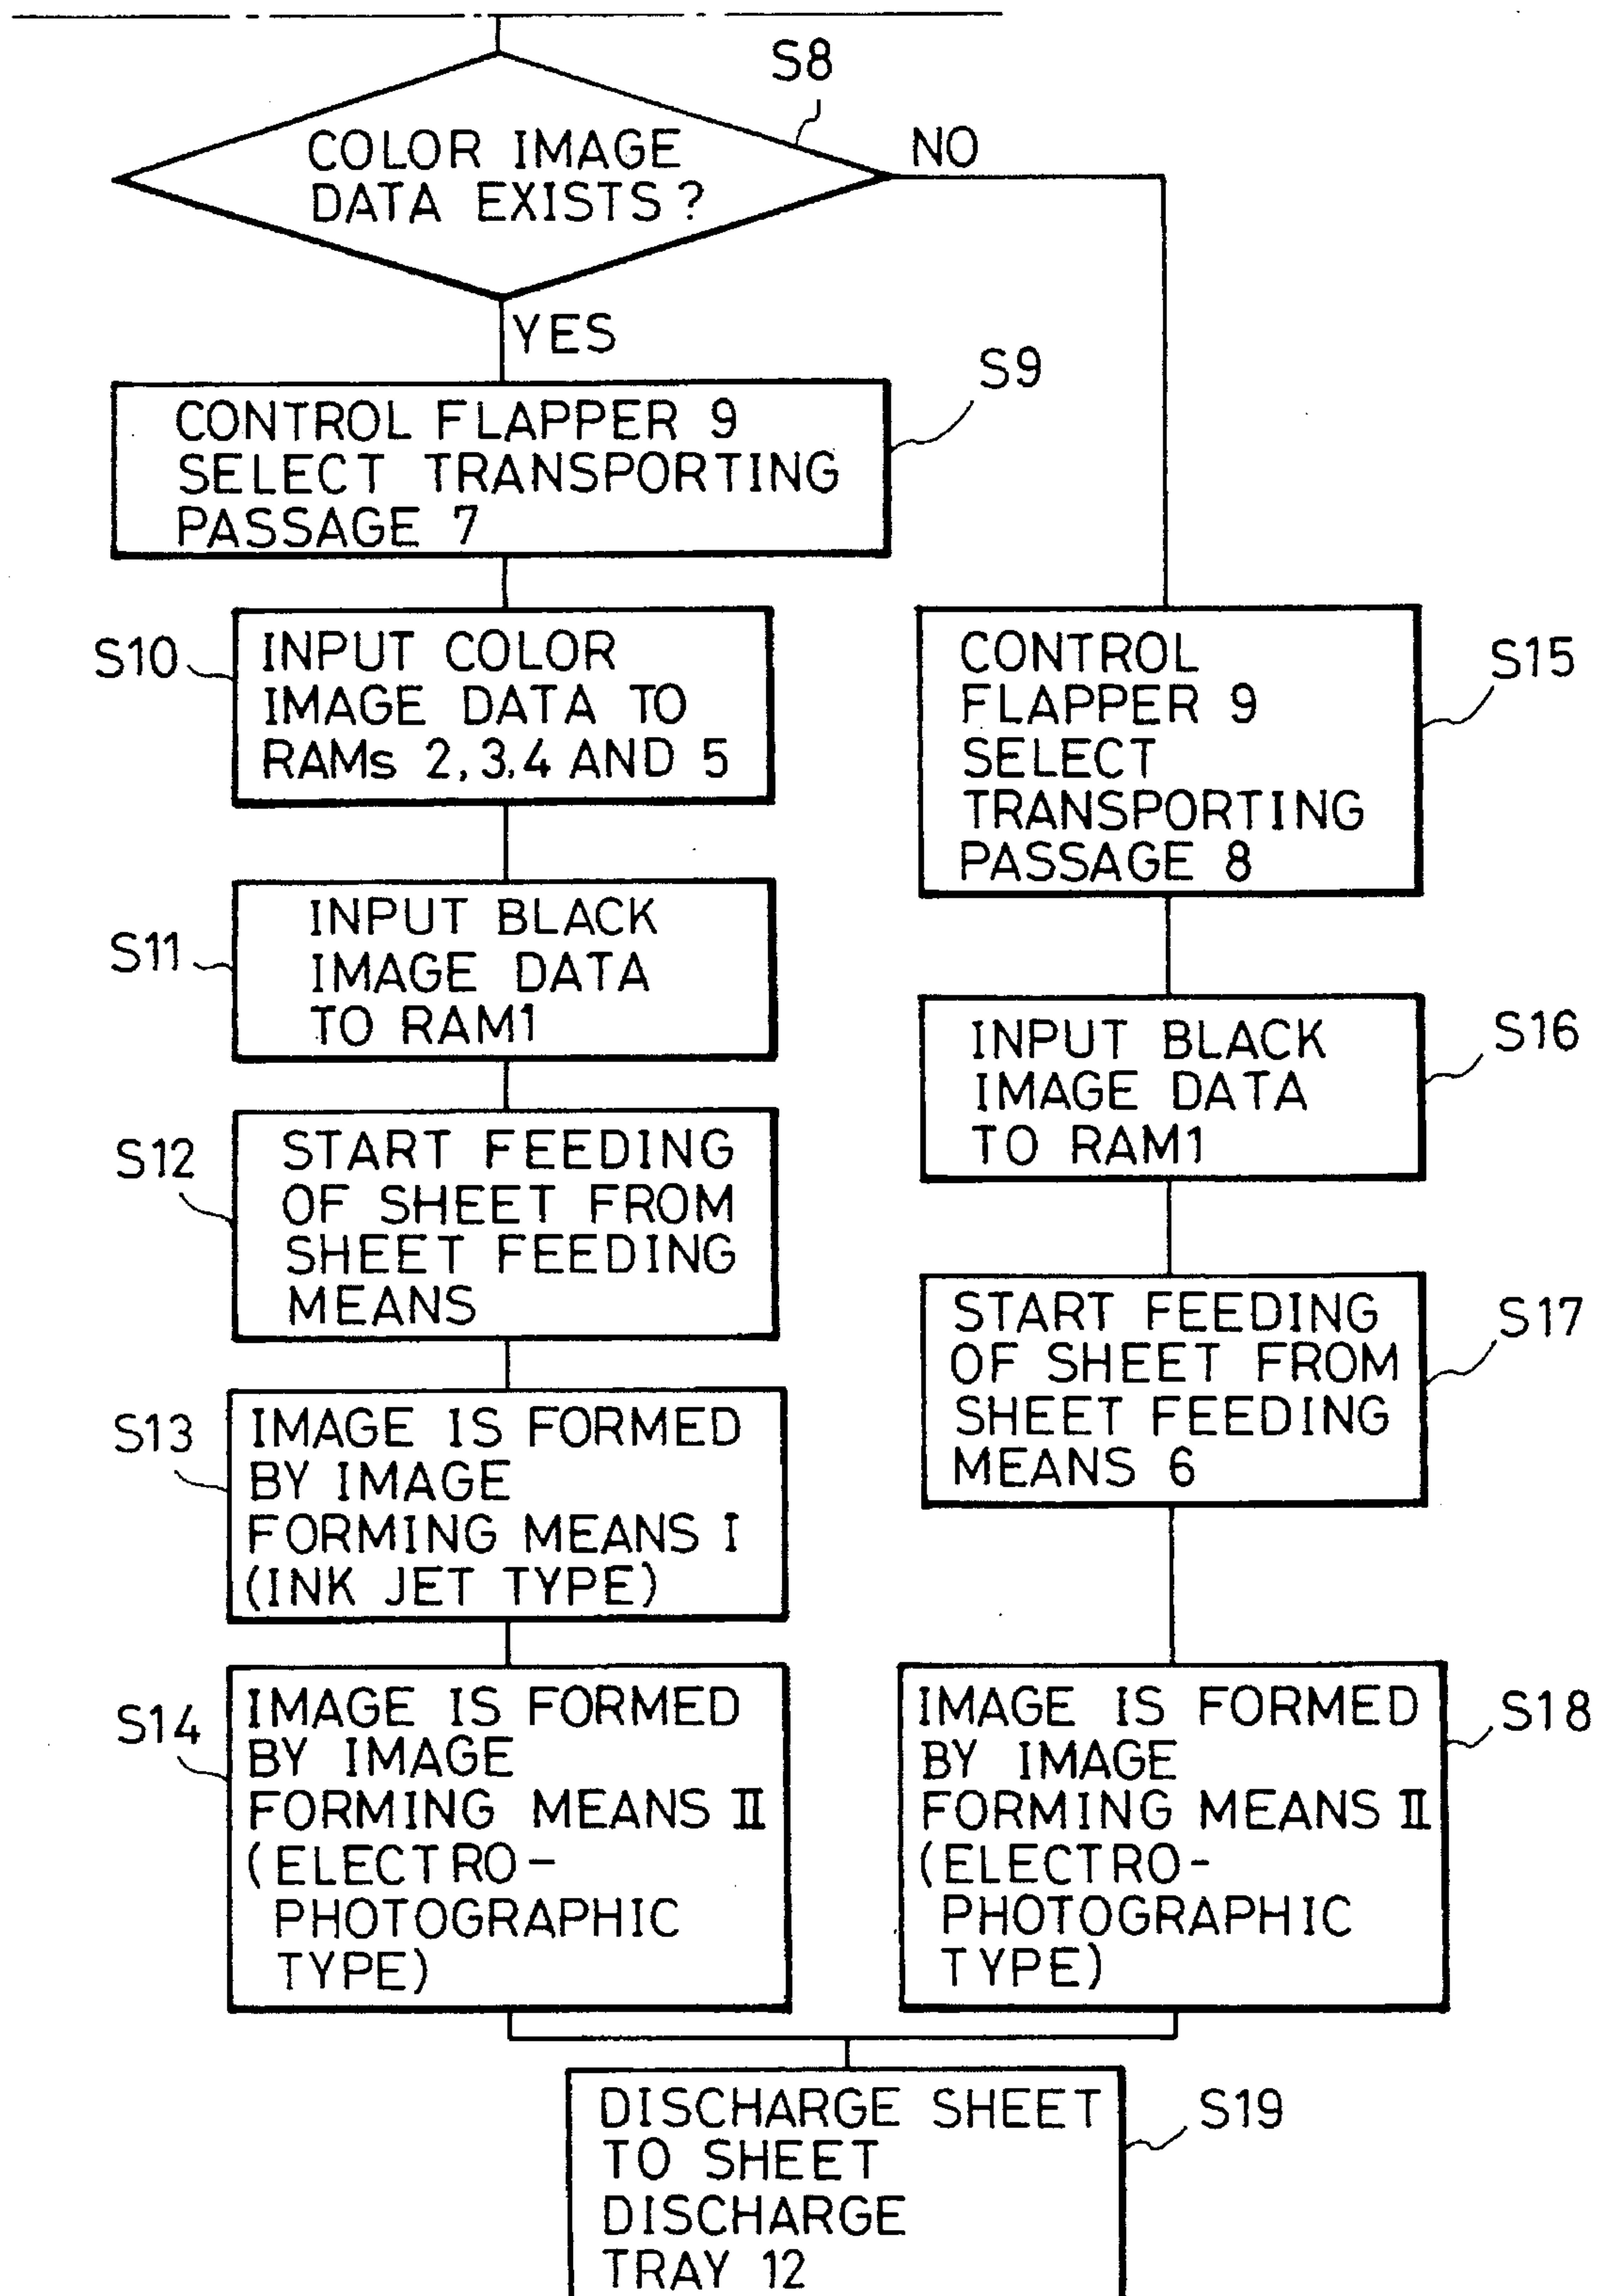 S8
COLOR IMAGE
DATA EXISTS?
NO
YES
S9
CONTROL FLAPPER 9
SELECT TRANSPORTING
PASSAGE 7
S10
INPUT COLOR
IMAGE DATA TO
RAMs 2,3,4 AND 5
S11
INPUT BLACK
IMAGE DATA
TO RAM1
S12
START FEEDING
OF SHEET FROM
SHEET FEEDING
MEANS
S13
IMAGE IS FORMED
BY IMAGE
FORMING MEANS I
(INK JET TYPE)
S14
IMAGE IS FORMED
BY IMAGE
FORMING MEANS II
(ELECTRO-
PHOTOGRAPHIC
TYPE)
S15
CONTROL
FLAPPER 9
SELECT
TRANSPORTING
PASSAGE 8
S16
INPUT BLACK
IMAGE DATA
TO RAM1
S17
START FEEDING
OF SHEET FROM
SHEET FEEDING
MEANS 6
S18
IMAGE IS FORMED
BY IMAGE
FORMING MEANS II
(ELECTRO-
PHOTOGRAPHIC
TYPE)
S19
DISCHARGE SHEET
TO SHEET
DISCHARGE
TRAY 12